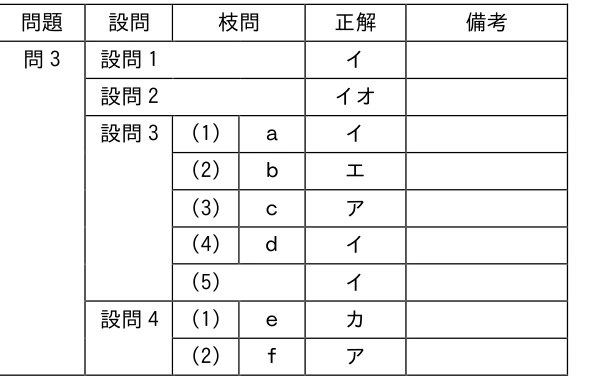 問題 設問 枝問 正解 備考
問3 設問1 イ
設問2 イオ
設問3 (1) a イ
(2) b エ
(3) c ア
(4) d イ
(5) イ
設問4 (1) e カ
(2) f ア